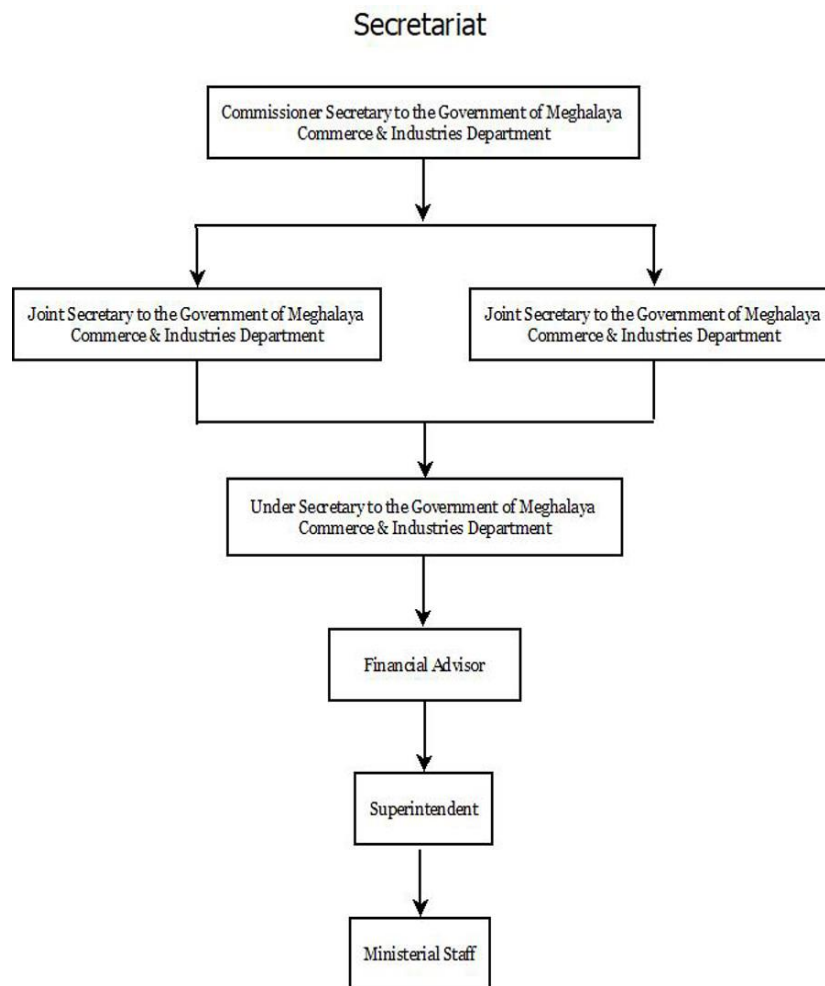 Secretariat
Commissioner Secretary to the Government of Meghalaya
Commerce & Industries Department
Joint Secretary to the Government of Meghalaya
Commerce & Industries Department
Joint Secretary to the Government of Meghalaya
Commerce & Industries Department
Under Secretary to the Government of Meghalaya
Commerce & Industries Department
Financial Advisor
Superintendent
Ministerial Staff